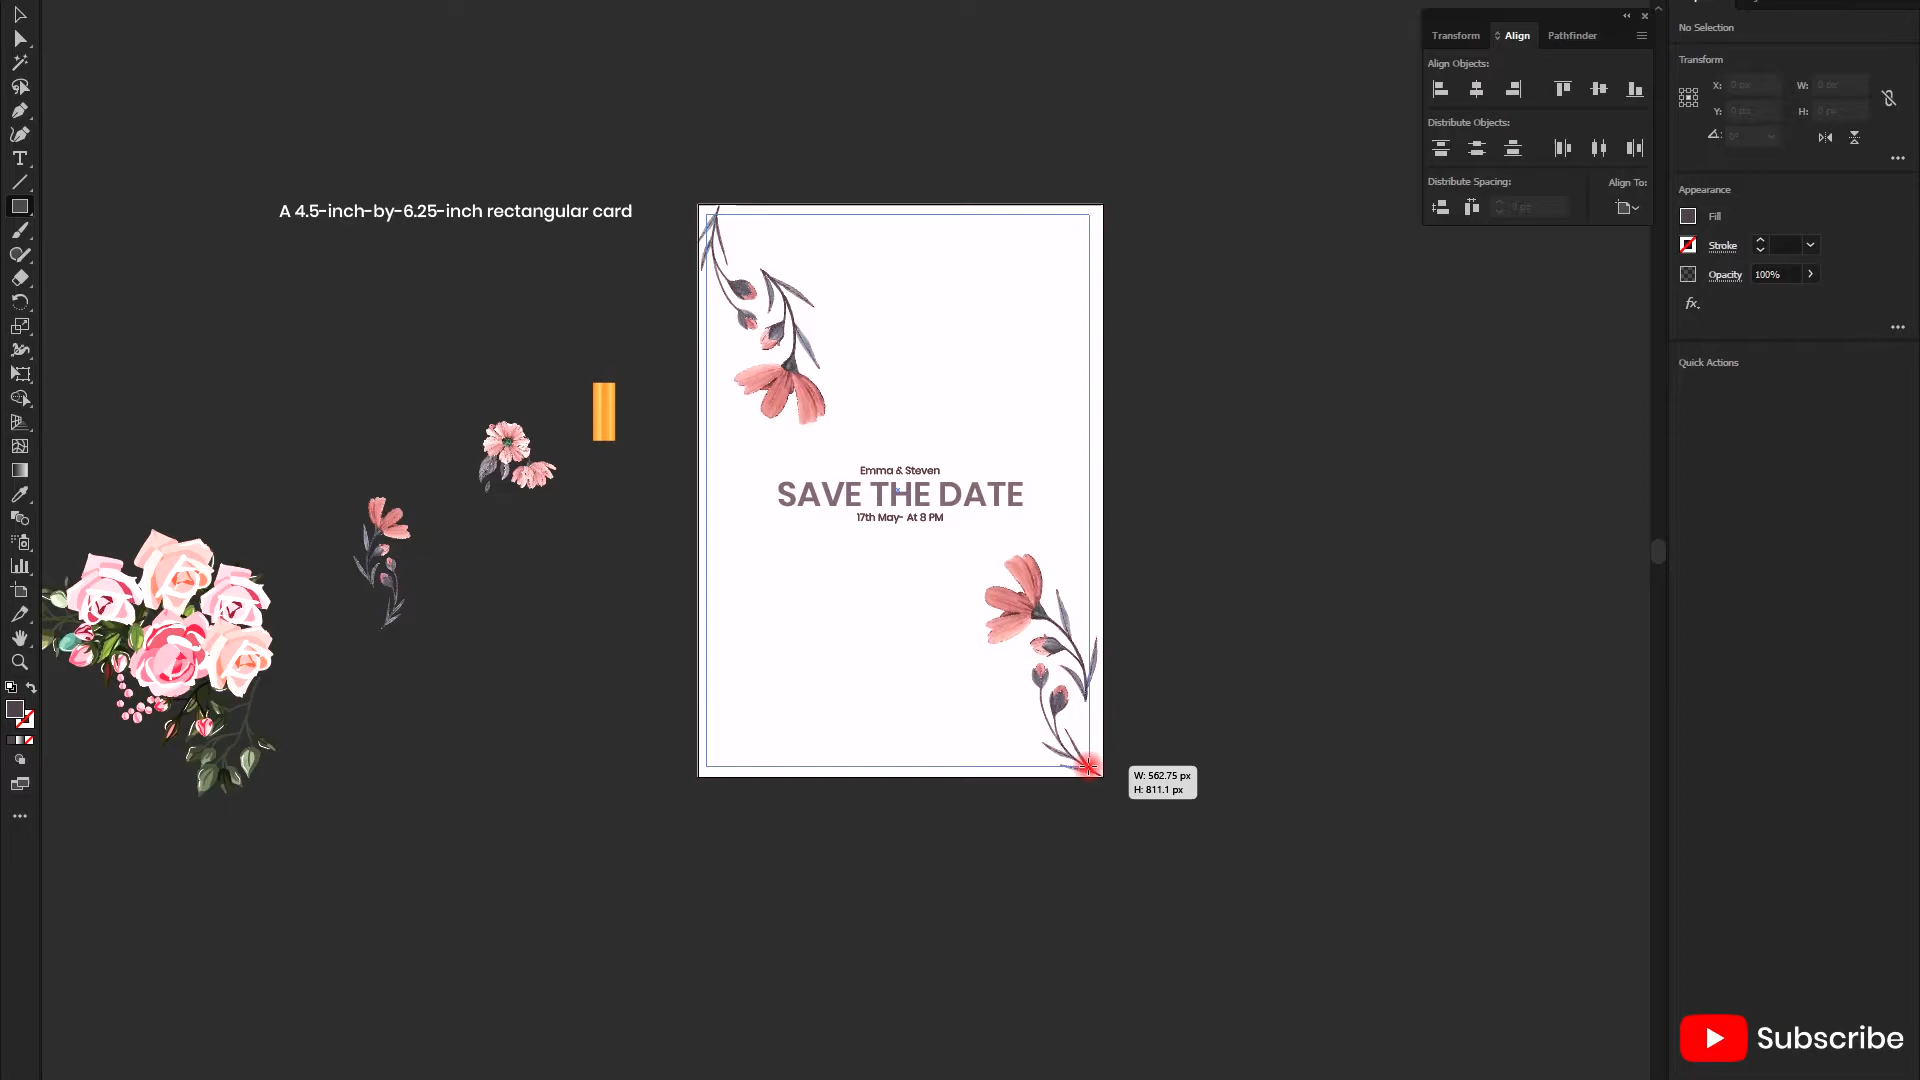 Transform
Align
Pathfinder
Align Objects:
Distribute Objects:
Distribute Spacing:
Align To:
No Selection
Transform
X:
W:
Y:
H:
Appearance
Fill
Stroke
Opacity
100%
fx.
Quick Actions
A 4.5-inch-by-6.25-inch rectangular card
Emma & Steven
SAVE THE DATE
17th May- At 8 PM
W: 562.75 px
H: 811.1 px
Subscribe